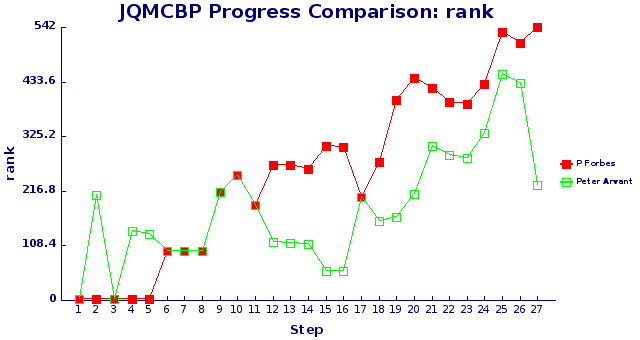 JQMCBP Progress Comparison: rank
542
433.6
325.2
216.8
108.4
0
rank
1 2 3 4 5 6 7 8 9 10 11 12 13 14 15 16 17 18 19 20 21 22 23 24 25 26 27
Step
P Forbes
Peter Arwant